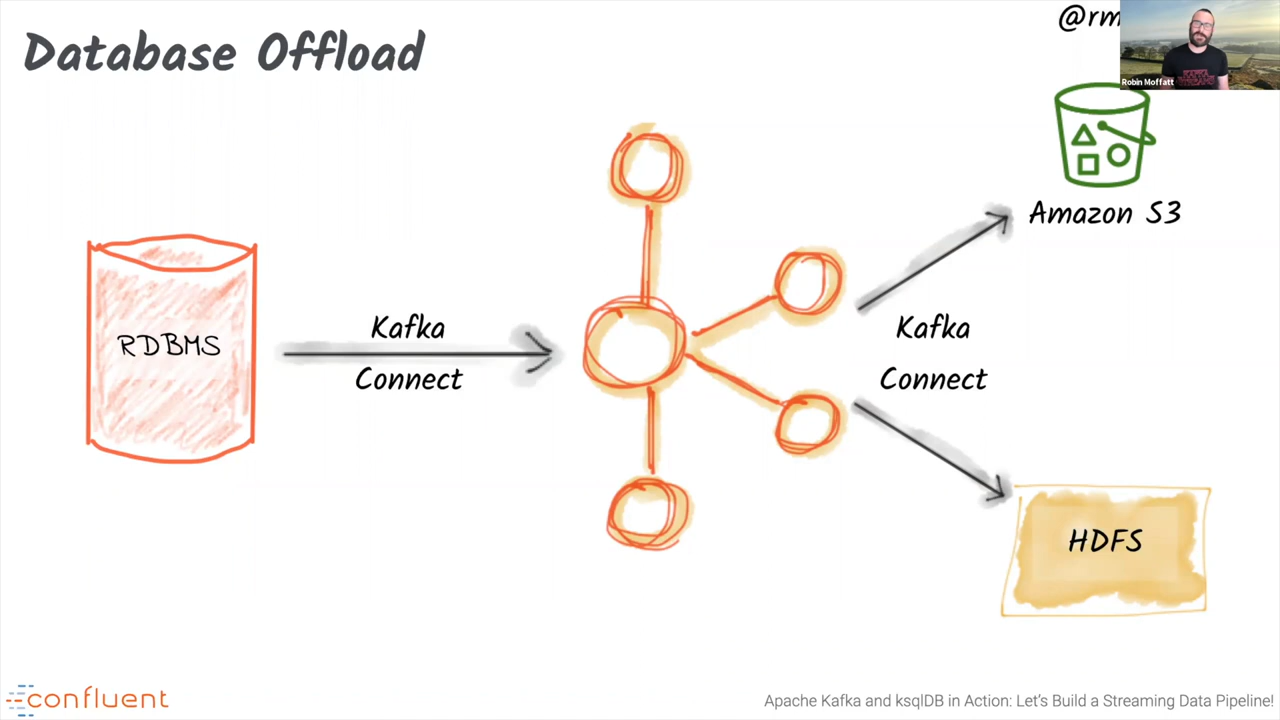 Database Offload
@rm
Robin Moffatt
KAFKA
Amazon S3
RDBMS
Kafka
Connect
Kafka
Connect
HDFS
confluent
Apache Kafka and ksqlDB in Action: Let's Build a Streaming Data Pipeline!